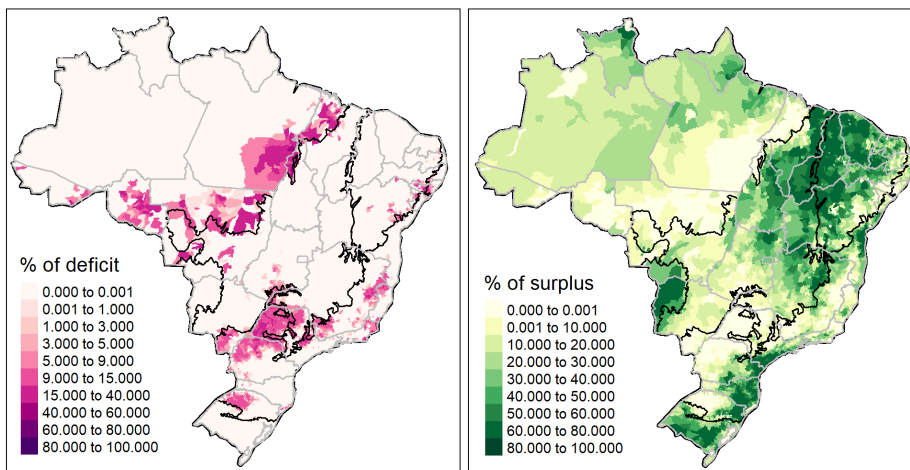 % of deficit
0.000 to 0.001
0.001 to 1.000
1.000 to 3.000
3.000 to 5.000
5.000 to 9.000
9.000 to 15.000
15.000 to 40.000
40.000 to 60.000
60.000 to 80.000
80.000 to 100.000
% of surplus
0.000 to 0.001
0.001 to 10.000
10.000 to 20.000
20.000 to 30.000
30.000 to 40.000
40.000 to 50.000
50.000 to 60.000
60.000 to 80.000
80.000 to 100.000